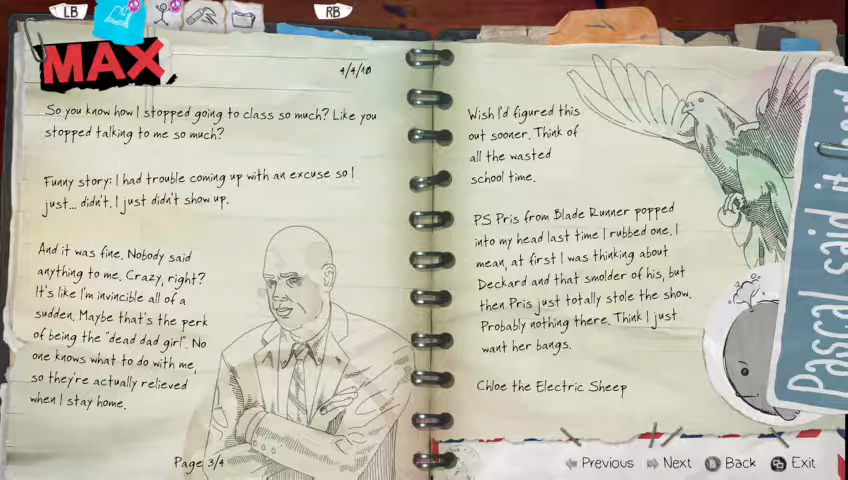 LB
RB
MAX
4/4/10
So you know how I stopped going to class so much? Like you
stopped talking to me so much?
Funny story: I had trouble coming up with an excuse so I
just... didn't. I just didn't show up.
And it was fine. Nobody said
anything to me. Crazy, right?
It's like I'm invincible all of a
sudden. Maybe that's the perk
of being the "dead dad girl". No
one knows what to do with me,
so they're actually relieved
when I stay home.
Page 3/4
Wish I'd figured this
out sooner. Think of
all the wasted
school time.
PS Pris from Blade Runner popped
into my head last time I rubbed one. I
mean, at first I was thinking about
Deckard and that smolder of his, but
then Pris just totally stole the show.
Probably nothing there. Think I just
want her bangs.
Chloe the Electric Sheep
Pascal said it
Previous
Next
B Back
Exit